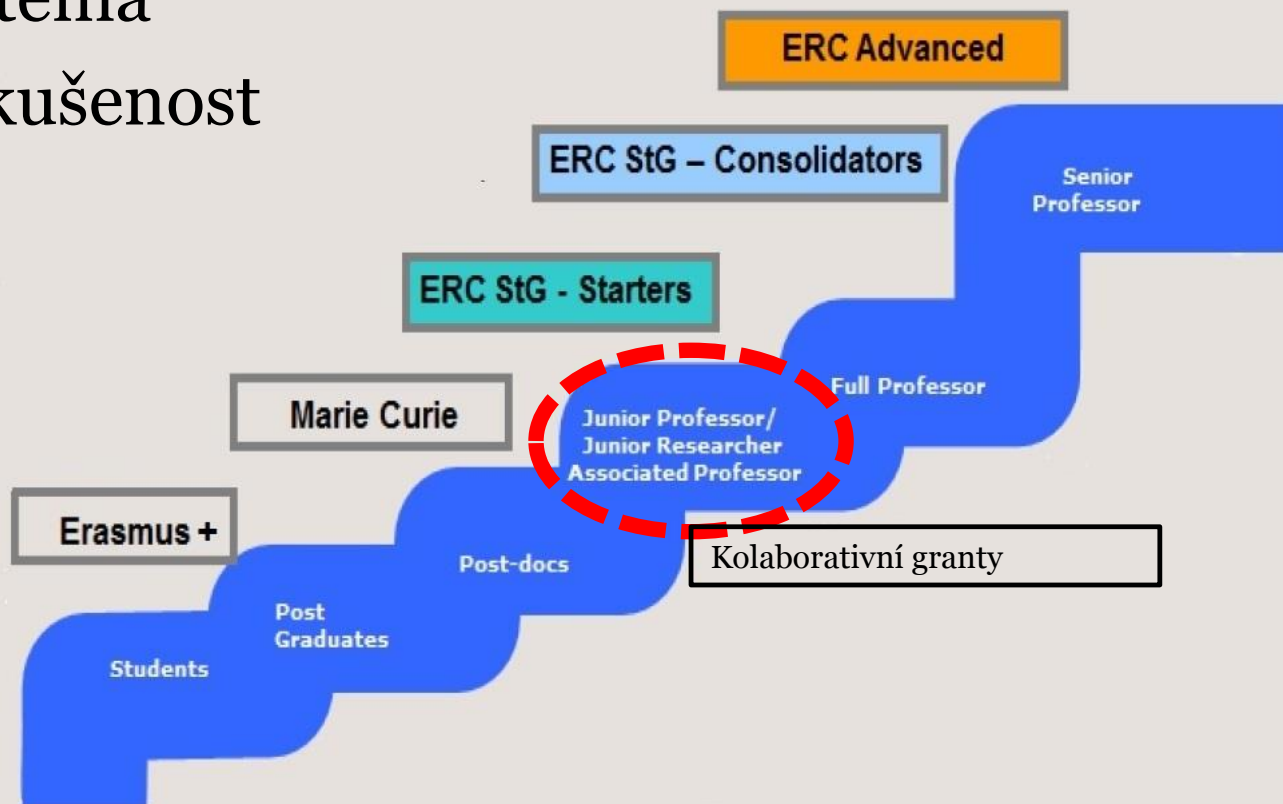 ERC Advanced
ERC StG – Consolidators
Senior
Professor
ERC StG - Starters
Full Professor
Marie Curie
Junior Professor/
Junior Researcher
Associated Professor
Erasmus +
Post-docs
Kolaborativní granty
Post
Graduates
Students